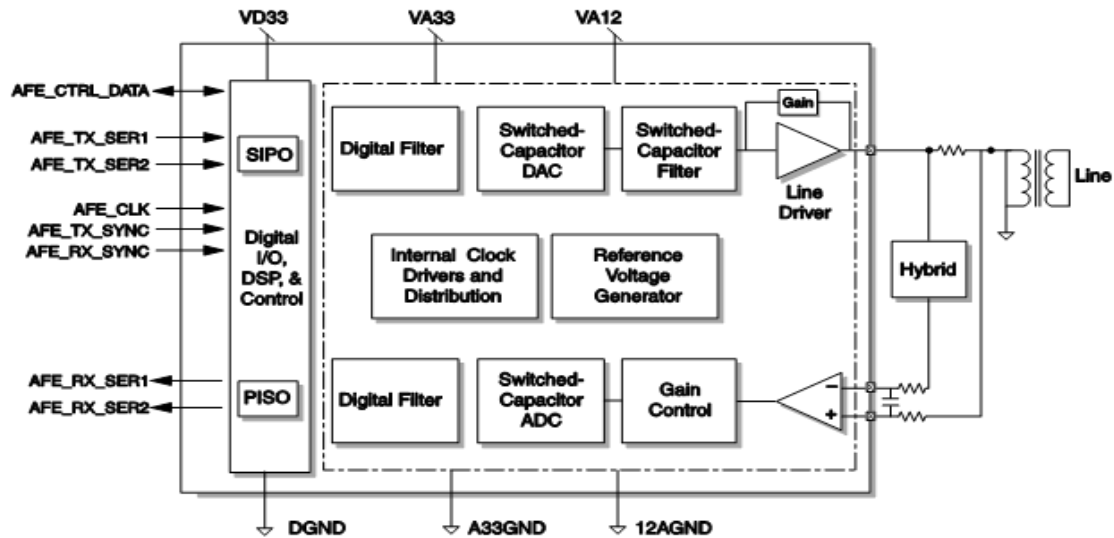 VD33
VA33
VA12
AFE_CTRL_DATA
AFE_TX_SER1
AFE_TX_SER2
AFE_CLK
AFE_TX_SYNC
AFE_RX_SYNC
AFE_RX_SER1
AFE_RX_SER2
SIPO
Digital
I/O,
DSP, &
Control
PISO
Digital Filter
Switched-
Capacitor
DAC
Switched-
Capacitor
Filter
Gain
Line
Driver
Line
Internal Clock
Drivers and
Distribution
Reference
Voltage
Generator
Hybrid
Digital Filter
Switched-
Capacitor
ADC
Gain
Control
−
+
DGND
A33GND
12AGND